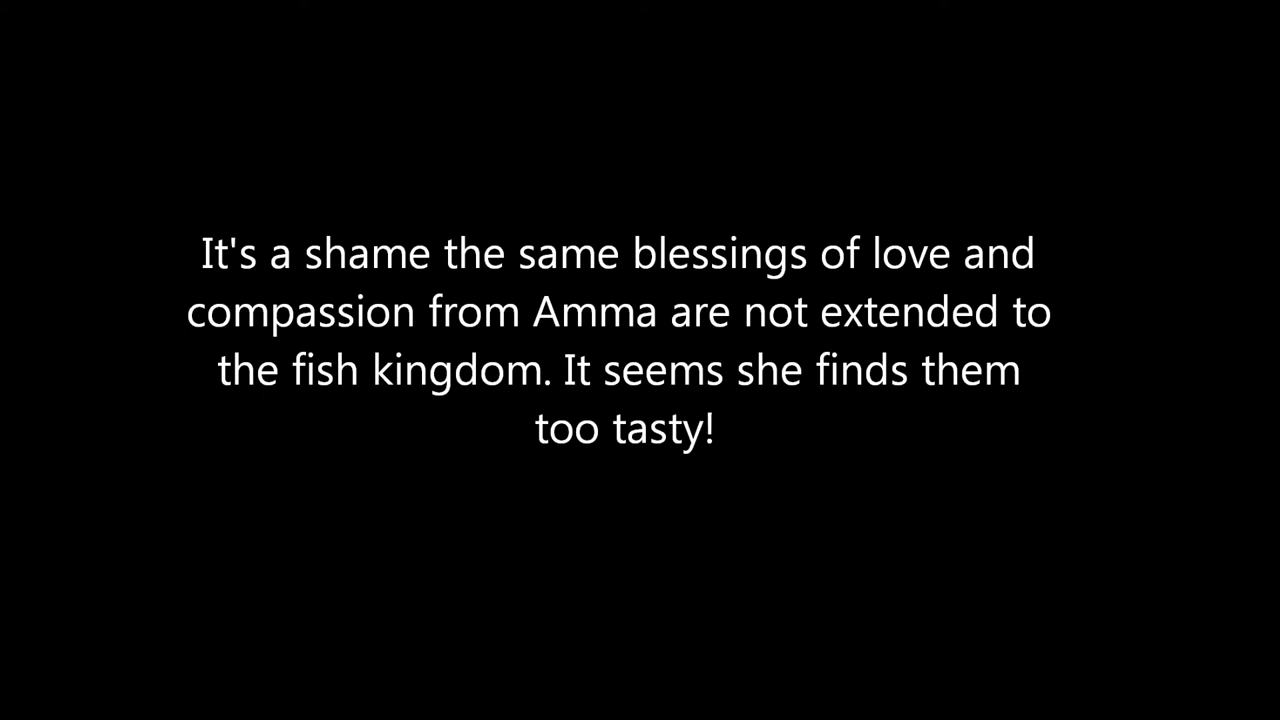 It's a shame the same blessings of love and
compassion from Amma are not extended to
the fish kingdom. It seems she finds them
too tasty!